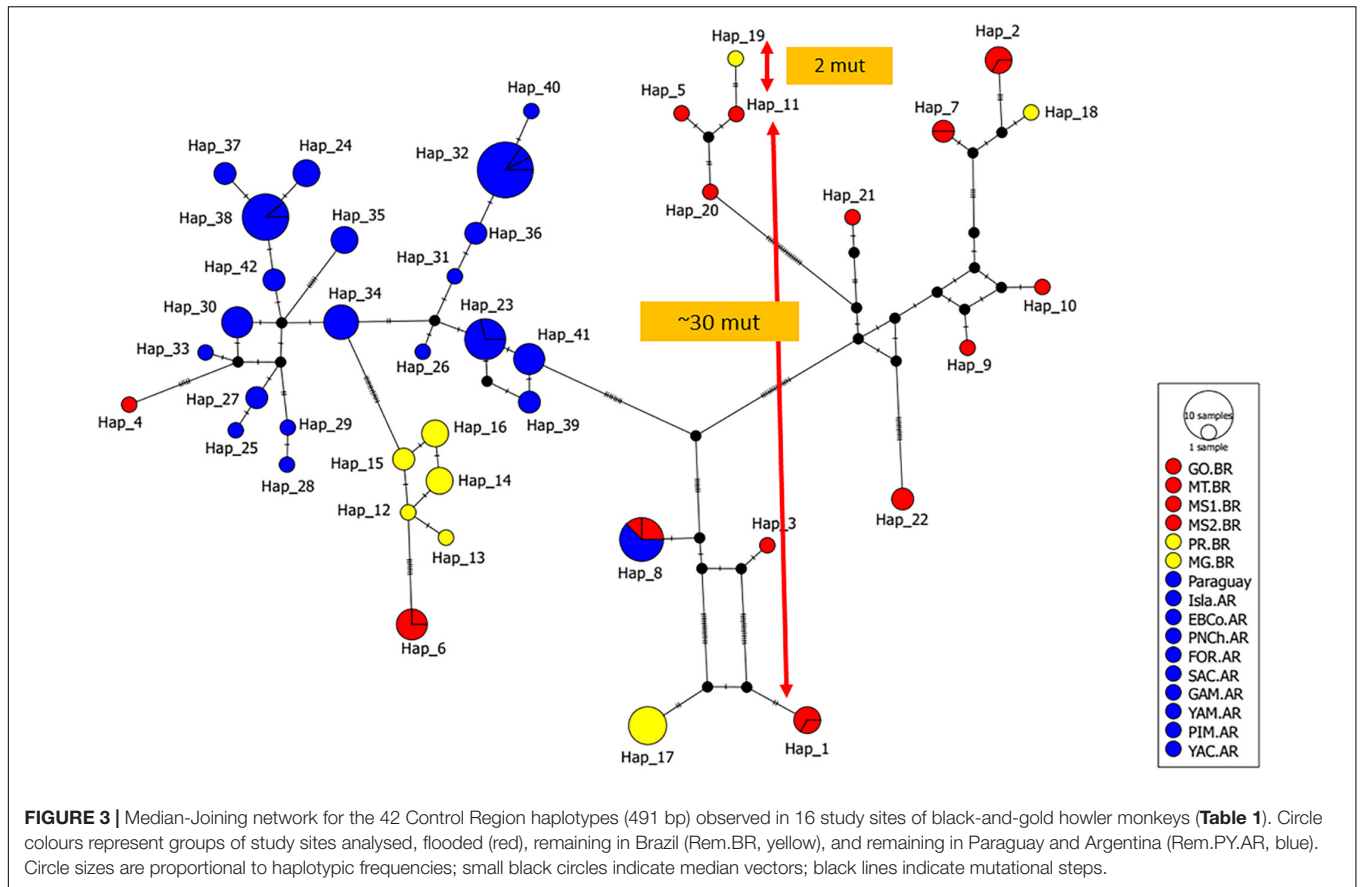 Hap_19
2 mut
Hap_2
Hap_40
Hap_5
Hap_11
Hap_7
Hap_18
Hap_37
Hap_24
Hap_32
Hap_38
Hap_35
Hap_36
Hap_20
Hap_21
Hap_42
Hap_31
Hap_30
Hap_34
Hap_23
Hap_41
~30 mut
Hap_10
Hap_33
Hap_26
Hap_9
Hap_4
Hap_27
Hap_39
Hap_25
Hap_29
Hap_28
Hap_16
Hap_15
Hap_14
Hap_12
Hap_13
Hap_22
Hap_3
Hap_8
Hap_6
Hap_17
Hap_1
10 samples
1 sample
GO.BR
MT.BR
MS1.BR
MS2.BR
PR.BR
MG.BR
Paraguay
Isla.AR
EBCo.AR
PNCh.AR
FOR.AR
SAC.AR
GAM.AR
YAM.AR
PIM.AR
YAC.AR
FIGURE 3 | Median-Joining network for the 42 Control Region haplotypes (491 bp) observed in 16 study sites of black-and-gold howler monkeys (Table 1). Circle
colours represent groups of study sites analysed, flooded (red), remaining in Brazil (Rem.BR, yellow), and remaining in Paraguay and Argentina (Rem.PY.AR, blue).
Circle sizes are proportional to haplotypic frequencies; small black circles indicate median vectors; black lines indicate mutational steps.